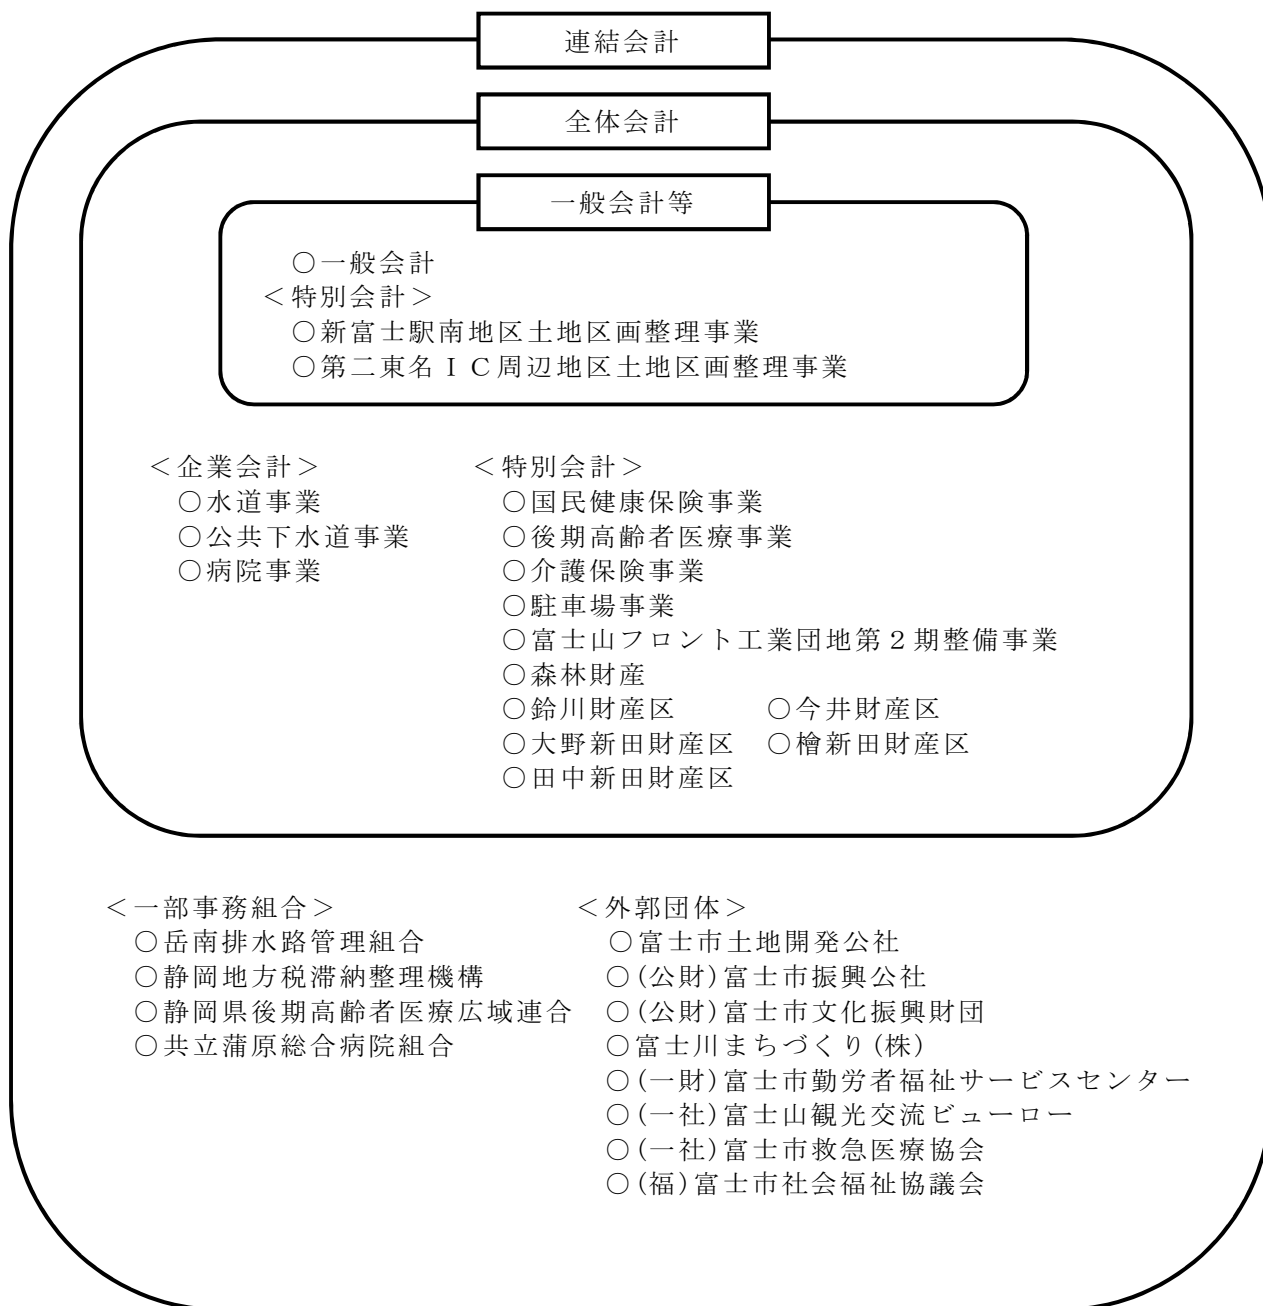 連結会計
全体会計
一般会計等
○一般会計
＜特別会計＞
○新富士駅南地区土地区画整理事業
○第二東名ＩＣ周辺地区土地区画整理事業
＜企業会計＞
○水道事業
○公共下水道事業
○病院事業
＜特別会計＞
○国民健康保険事業
○後期高齢者医療事業
○介護保険事業
○駐車場事業
○富士山フロント工業団地第２期整備事業
○森林財産
○鈴川財産区　○今井財産区
○大野新田財産区　○檜新田財産区
○田中新田財産区
＜一部事務組合＞
○岳南排水路管理組合
○静岡地方税滞納整理機構
○静岡県後期高齢者医療広域連合
○共立蒲原総合病院組合
＜外郭団体＞
○富士市土地開発公社
○(公財)富士市振興公社
○(公財)富士市文化振興財団
○富士川まちづくり(株)
○(一財)富士市勤労者福祉サービスセンター
○(一社)富士山観光交流ビューロー
○(一社)富士市救急医療協会
○(福)富士市社会福祉協議会